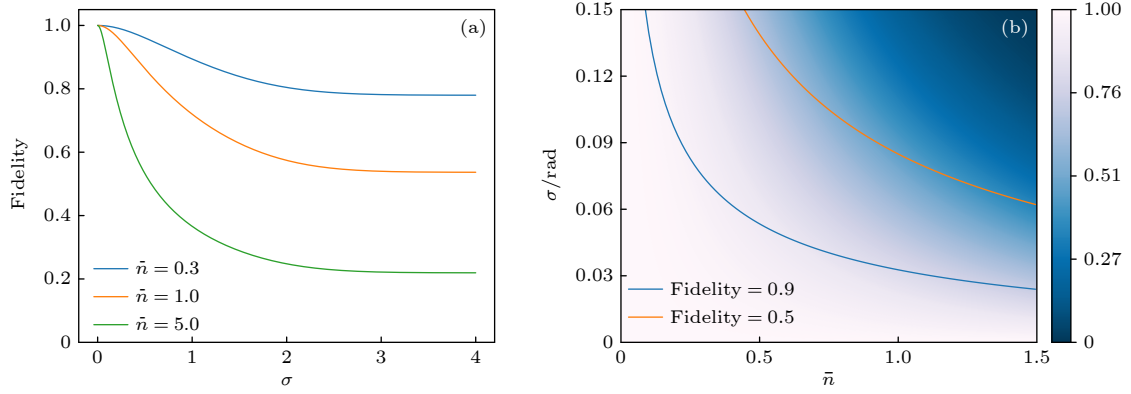 (a)
Fidelity
1.0
0.8
0.6
0.4
0.2
0
n̄ = 0.3
n̄ = 1.0
n̄ = 5.0
0 1 2 3 4
σ
(b)
σ/rad
0.15
0.12
0.09
0.06
0.03
0
Fidelity = 0.9
Fidelity = 0.5
0 0.5 1.0 1.5
n̄
1.00
0.76
0.51
0.27
0